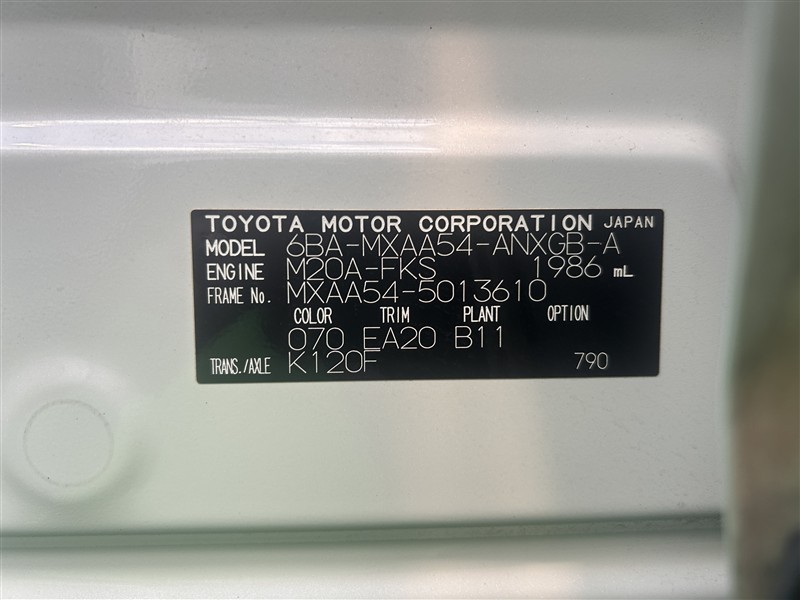 TOYOTA MOTOR CORPORATION JAPAN
MODEL 6BA-MXAA54-ANXGB-A
ENGINE M20A-FKS 1986 mL
FRAME No. MXAA54-5013610
COLOR TRIM PLANT OPTION
070 EA20 B11
TRANS./AXLE K120F 790